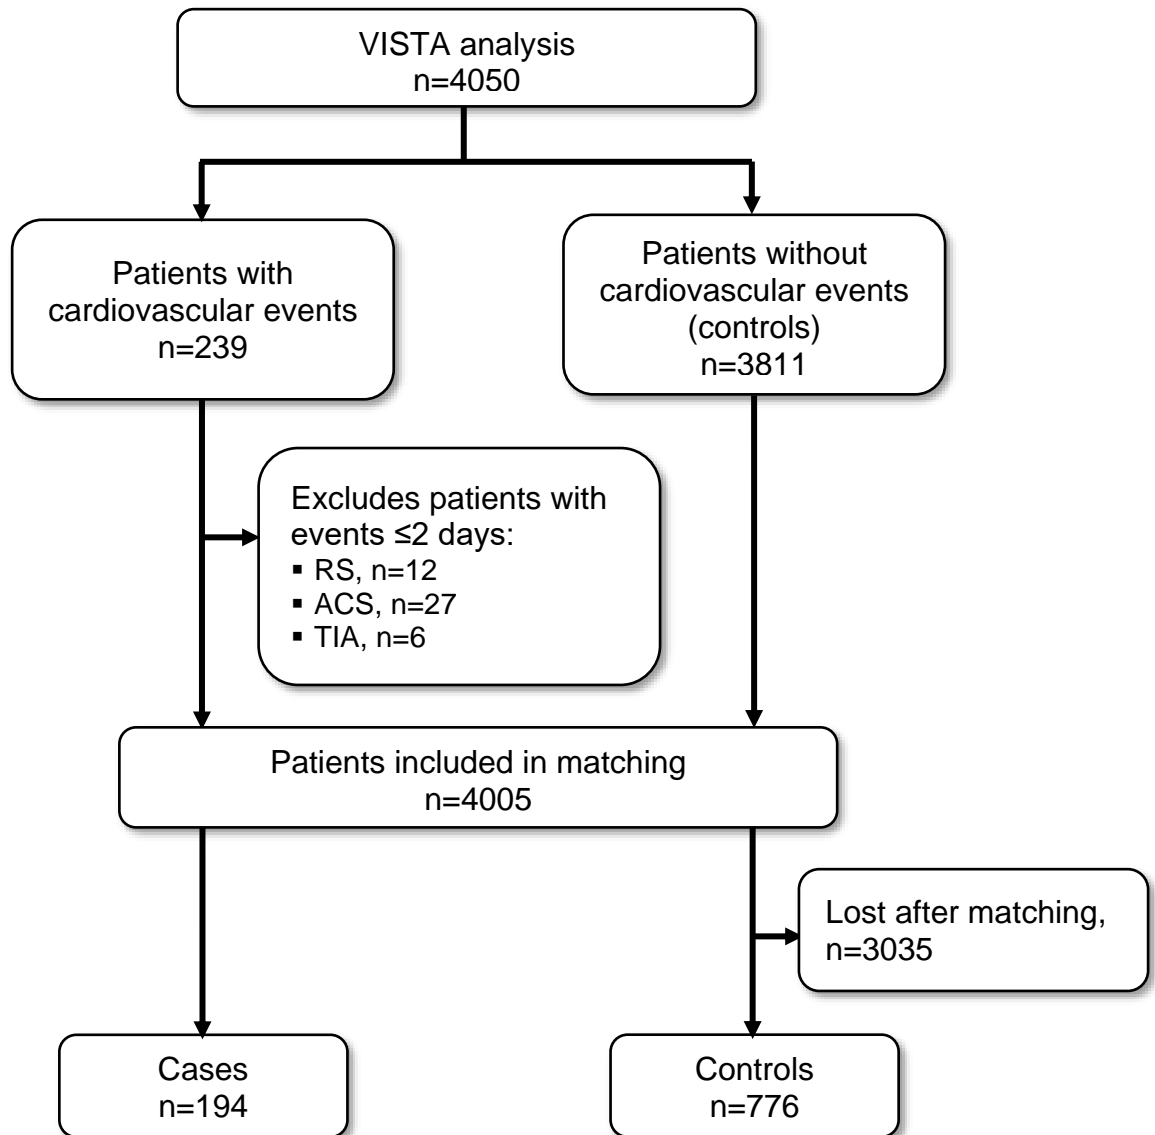 VISTA analysis
n=4050
Patients with
cardiovascular events
n=239
Patients without
cardiovascular events
(controls)
n=3811
Excludes patients with
events ≤2 days:
▪ RS, n=12
▪ ACS, n=27
▪ TIA, n=6
Patients included in matching
n=4005
Lost after matching,
n=3035
Cases
n=194
Controls
n=776